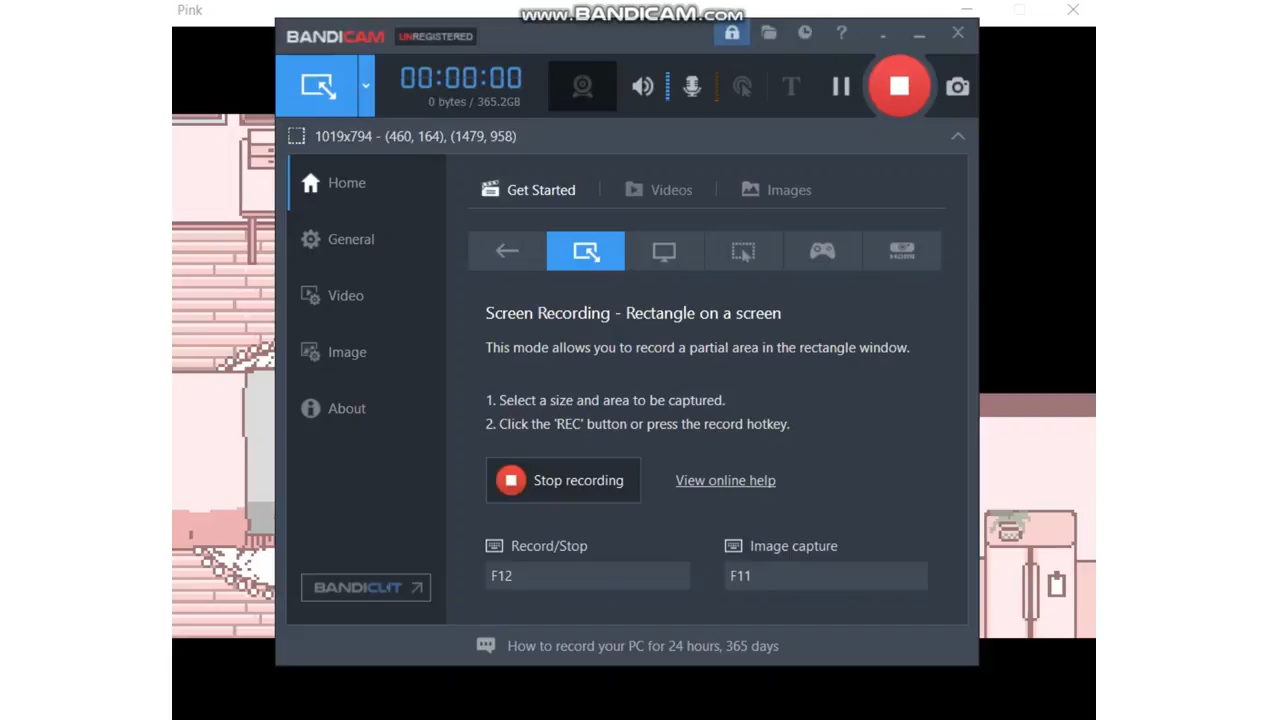 Pink
www.BANDICAM.com
BANDICAM UNREGISTERED
00:00:00
0 bytes / 365.2GB
1019x794 - (460, 164), (1479, 958)
Home
Get Started
Videos
Images
General
Video
Image
About
HDMI
Screen Recording - Rectangle on a screen
This mode allows you to record a partial area in the rectangle window.
1. Select a size and area to be captured.
2. Click the 'REC' button or press the record hotkey.
Stop recording
View online help
Record/Stop
Image capture
F12
F11
BANDICUT
How to record your PC for 24 hours, 365 days